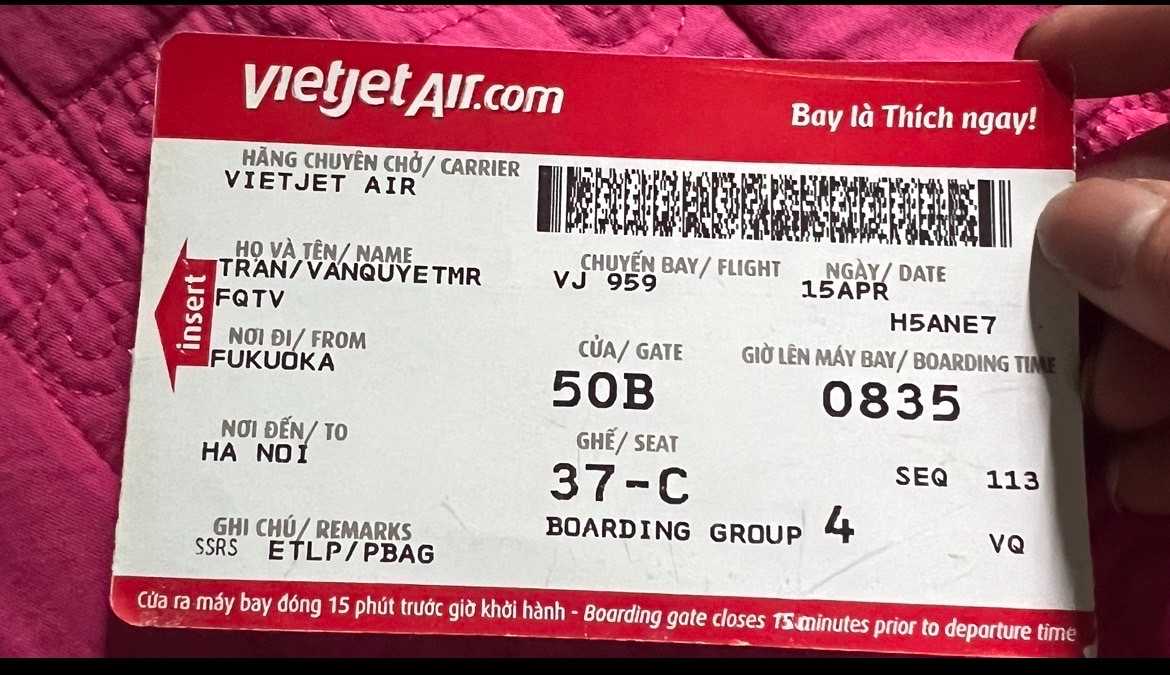 vietjetAir.com
Bay là Thích ngay!
HÃNG CHUYÊN CHỞ/ CARRIER
VIETJET AIR
HỌ VÀ TÊN/ NAME
TRAN/VANQUYETMR
FQTV
CHUYẾN BAY/ FLIGHT
VJ 959
NGÀY/ DATE
15APR
H5ANE7
insert
NƠI ĐI/ FROM
FUKUOKA
CỬA/ GATE
50B
GIỜ LÊN MÁY BAY/ BOARDING TIME
0835
NƠI ĐẾN/ TO
HA NOI
GHẾ/ SEAT
37-C
SEQ 113
BOARDING GROUP 4
VQ
GHI CHÚ/ REMARKS
SSRS ETLP/PBAG
Cửa ra máy bay đóng 15 phút trước giờ khởi hành - Boarding gate closes 15 minutes prior to departure time